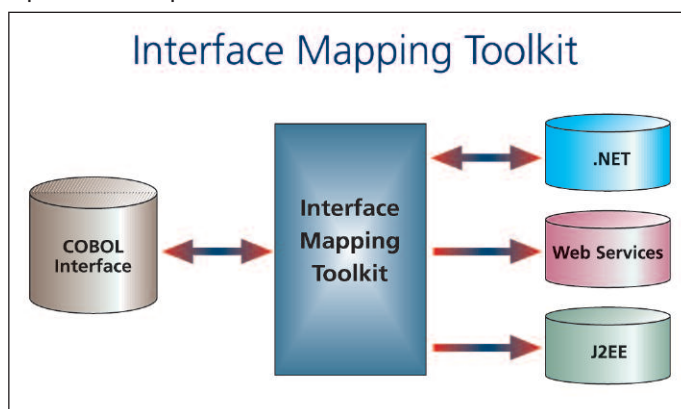 Interface Mapping Toolkit
COBOL
Interface
Interface
Mapping
Toolkit
.NET
Web Services
J2EE